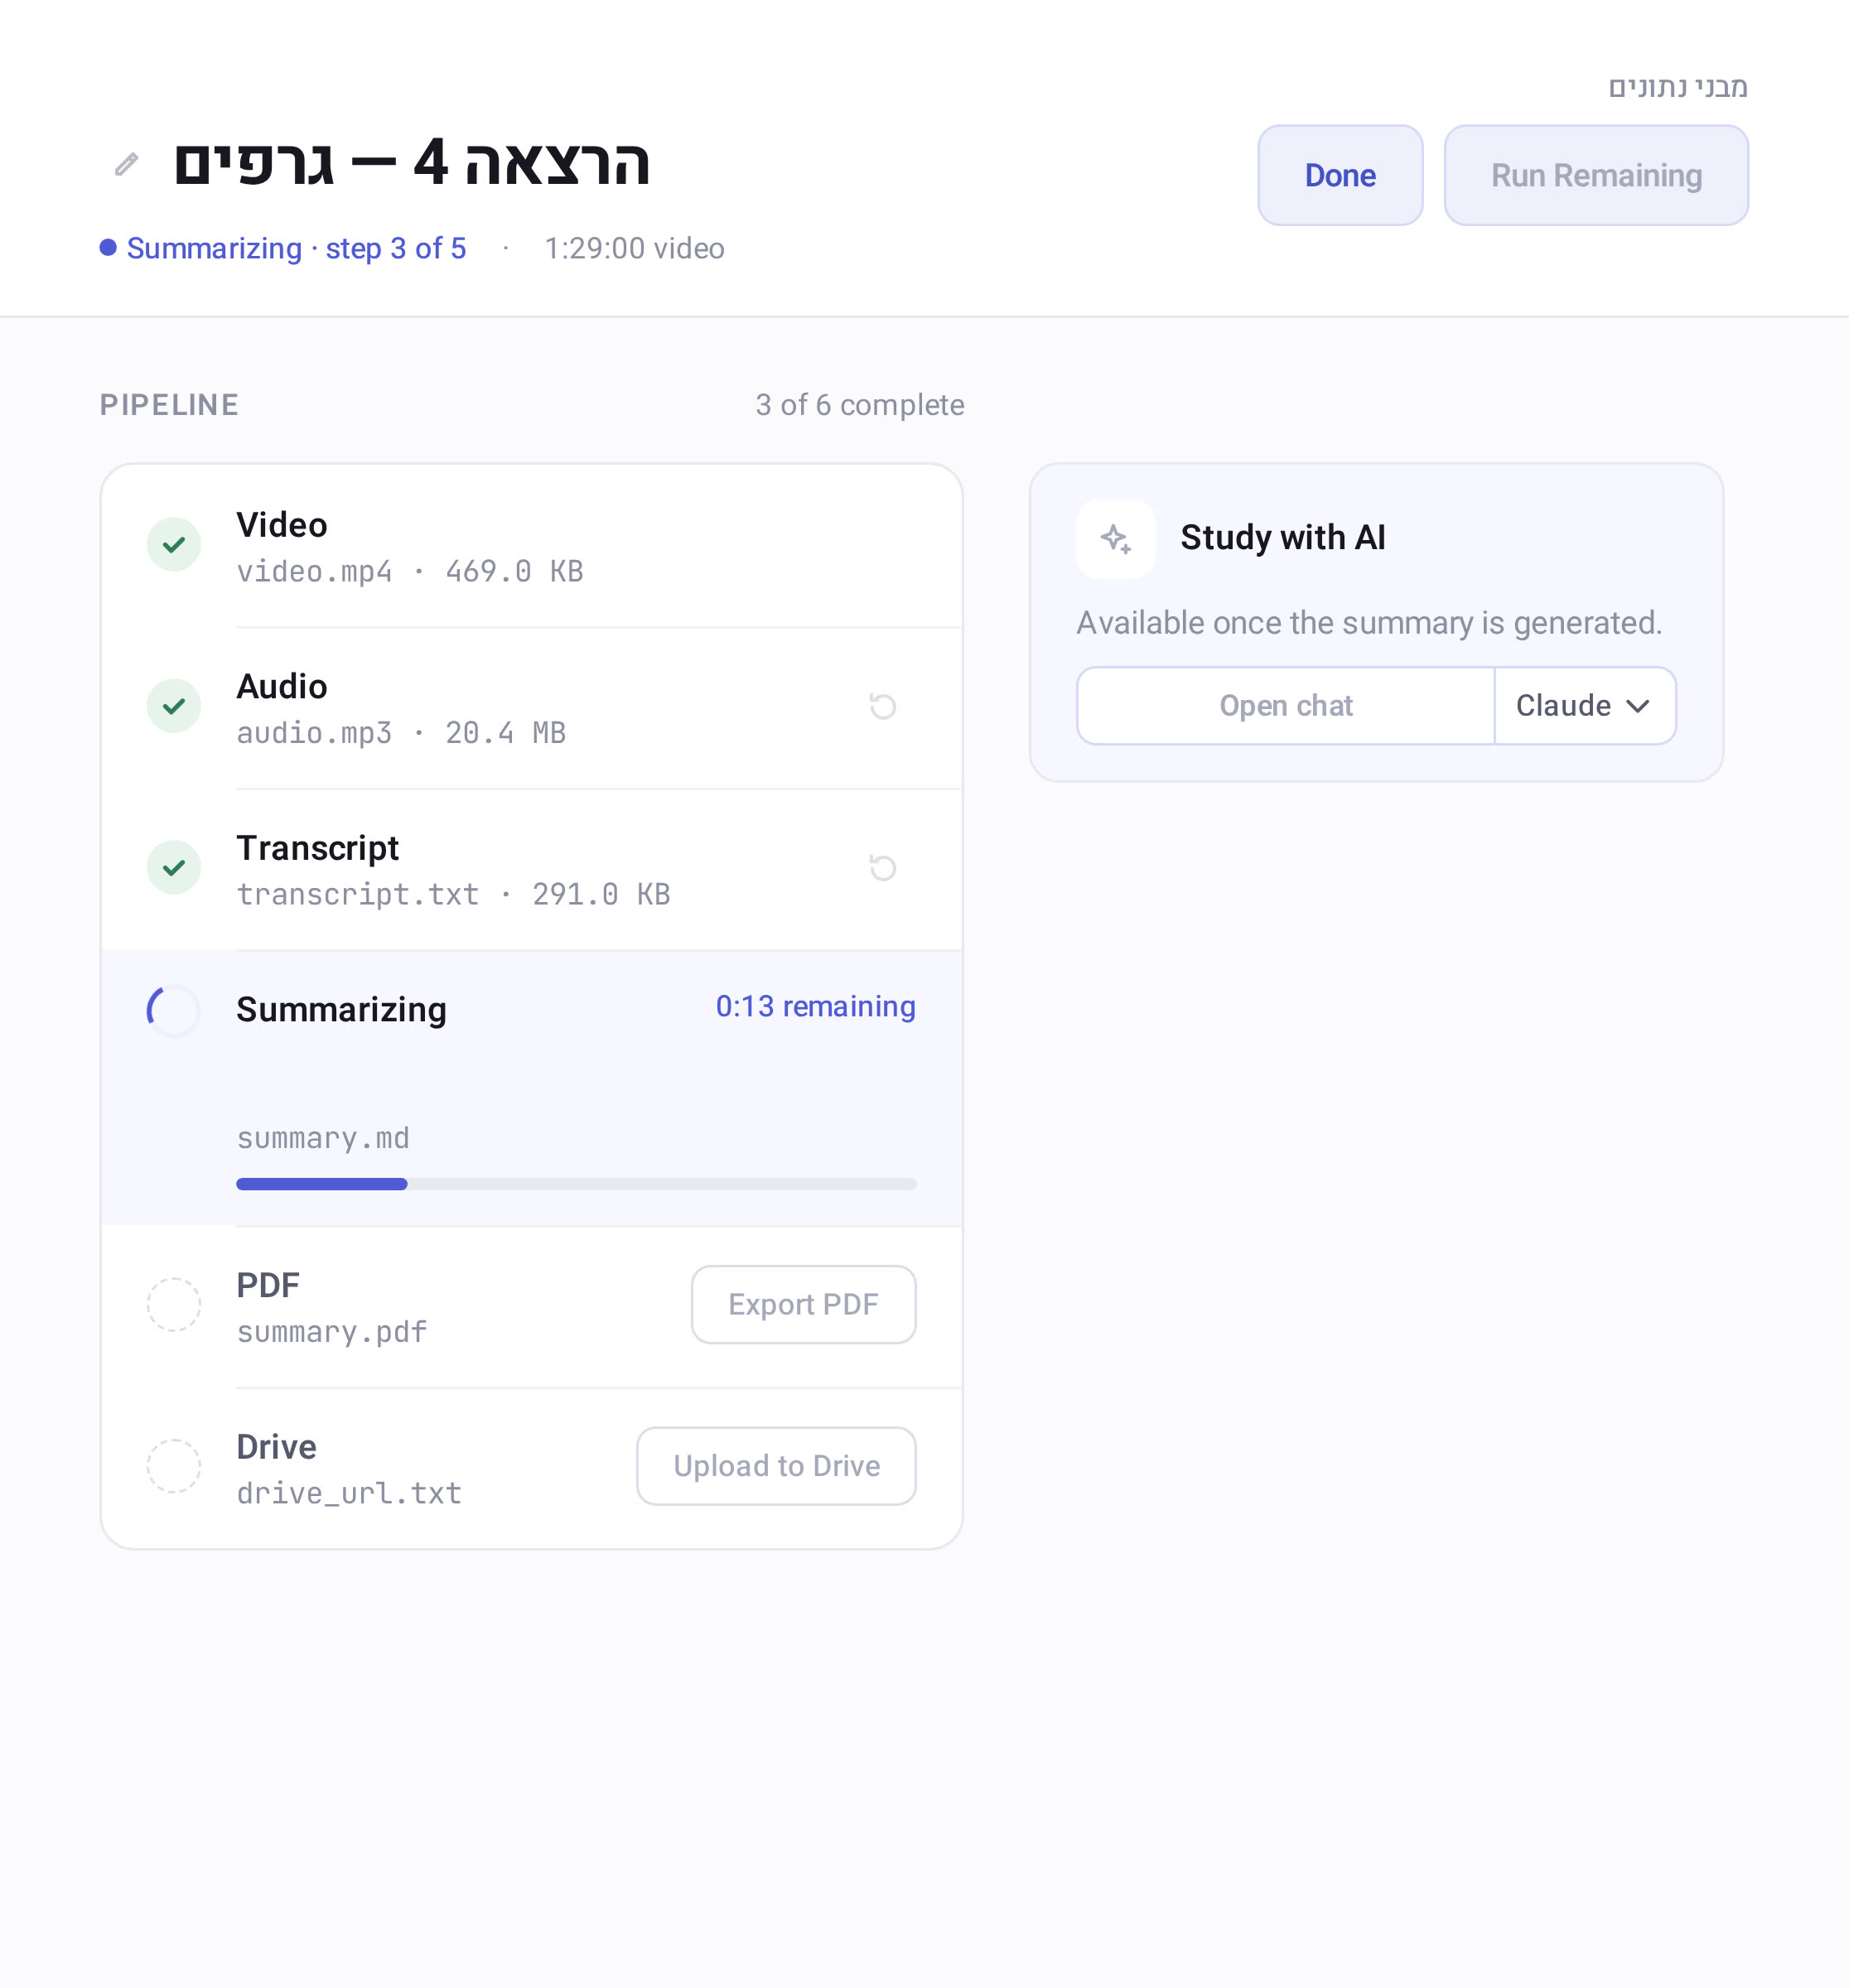 מבני נתונים
הרצאה 4 – גרפים
Done
Run Remaining
Summarizing · step 3 of 5 · 1:29:00 video
PIPELINE
3 of 6 complete
Video
video.mp4 · 469.0 KB
Audio
audio.mp3 · 20.4 MB
Transcript
transcript.txt · 291.0 KB
Summarizing
0:13 remaining
summary.md
PDF
summary.pdf
Export PDF
Drive
drive_url.txt
Upload to Drive
Study with AI
Available once the summary is generated.
Open chat
Claude